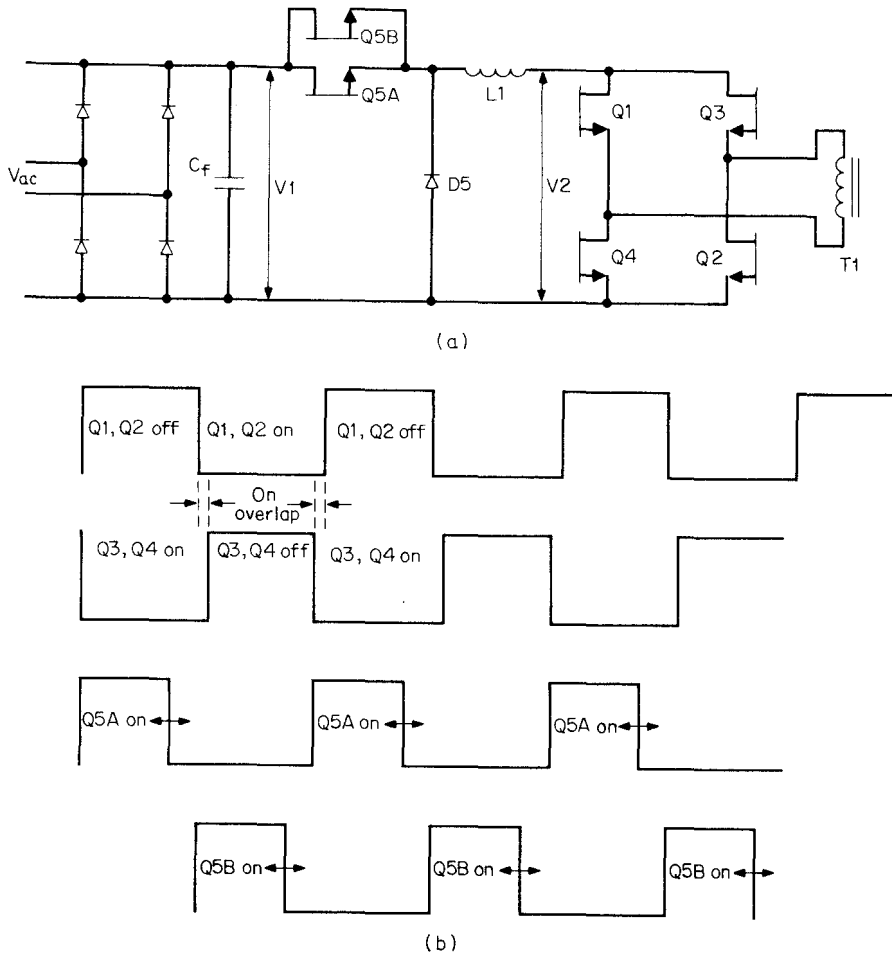 Q5B
Q5A
L1
Q1
Q3
Vac
Cf
V1
D5
V2
Q4
Q2
T1
(a)
Q1, Q2 off
Q1, Q2 on
Q1, Q2 off
On
overlap
Q3, Q4 on
Q3, Q4 off
Q3, Q4 on
Q5A on
Q5A on
Q5A on
Q5B on
Q5B on
Q5B on
(b)